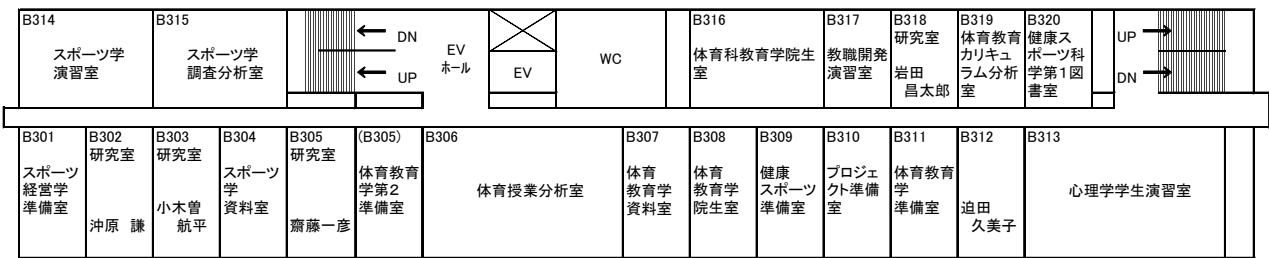 B314
スポーツ学
演習室
B315
スポーツ学
調査分析室
DN
UP
EV
ホール
EV
WC
B316
体育科教育学院生
室
B317
教職開発
演習室
B318
研究室
岩田
昌太郎
B319
体育教育
カリキュ
ラム分析
室
B320
健康ス
ポーツ科
学第1図
書室
UP
DN
B301
スポーツ
経営学
準備室
B302
研究室
沖原　謙
B303
研究室
小木曽
航平
B304
スポーツ
学
資料室
B305
研究室
齋藤一彦
(B305)
体育教育
学第2
準備室
B306
体育授業分析室
B307
体育
教育学
資料室
B308
体育
教育学
院生室
B309
健康
スポーツ
準備室
B310
プロジェ
クト準備
室
B311
体育教育
学
準備室
B312
迫田
久美子
B313
心理学学生演習室